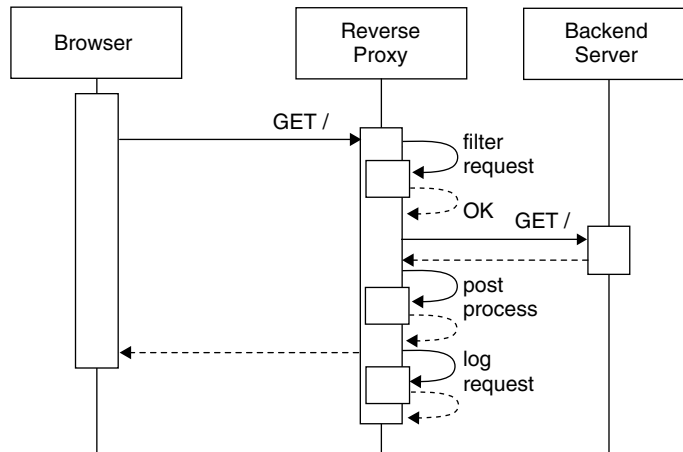 Browser
Reverse
Proxy
Backend
Server
GET /
filter
request
OK
GET /
post
process
log
request